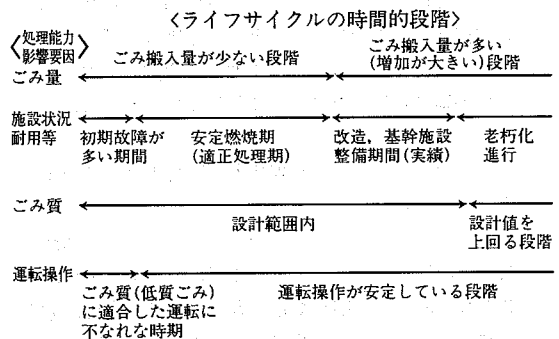 〈ライフサイクルの時間的段階〉
〈処理能力
影響要因〉
ごみ搬入量が少ない段階
ごみ搬入量が多い
(増加が大きい)段階
ごみ量
施設状況
耐用等
初期故障が
多い期間
安定燃焼期
(適正処理期)
改造,基幹施設
整備期間(実績)
老朽化
進行
ごみ質
設計範囲内
設計値を
上回る段階
運転操作
ごみ質(低質ごみ)
に適合した運転に
不なれな時期
運転操作が安定している段階